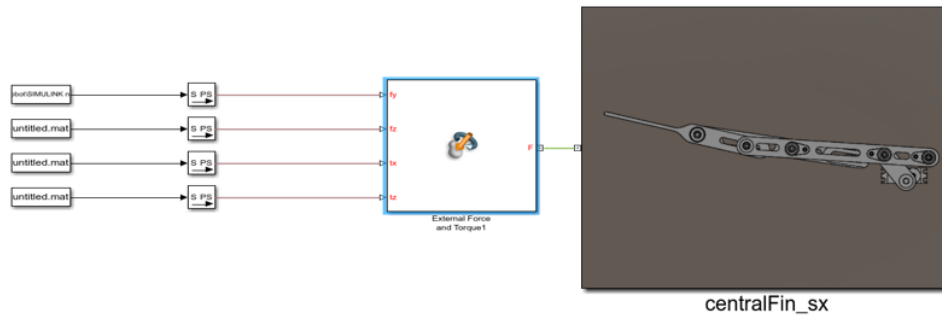 obot\SIMULINK n
S PS
fy
untitled.mat
S PS
fz
F
untitled.mat
S PS
tx
untitled.mat
S PS
tz
External Force
and Torque1
centralFin_sx